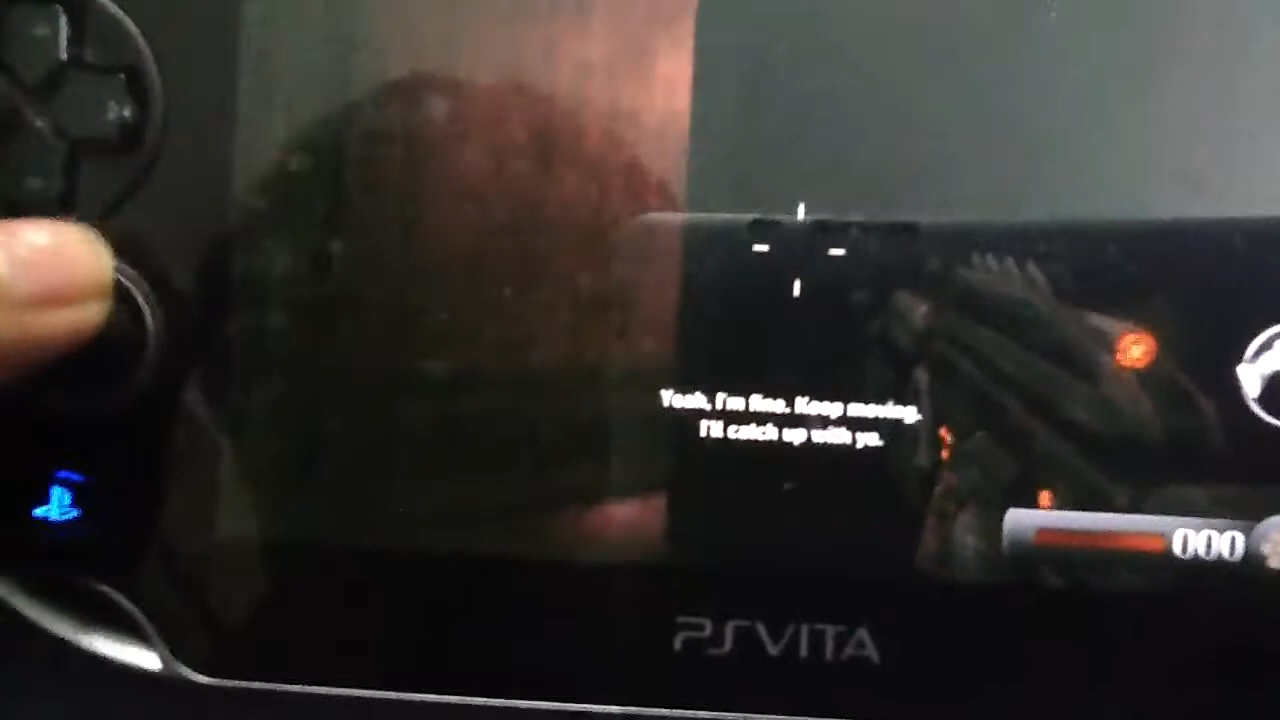 Yeah, I'm fine. Keep moving.
I'll catch up with ya.
000
PSVITA